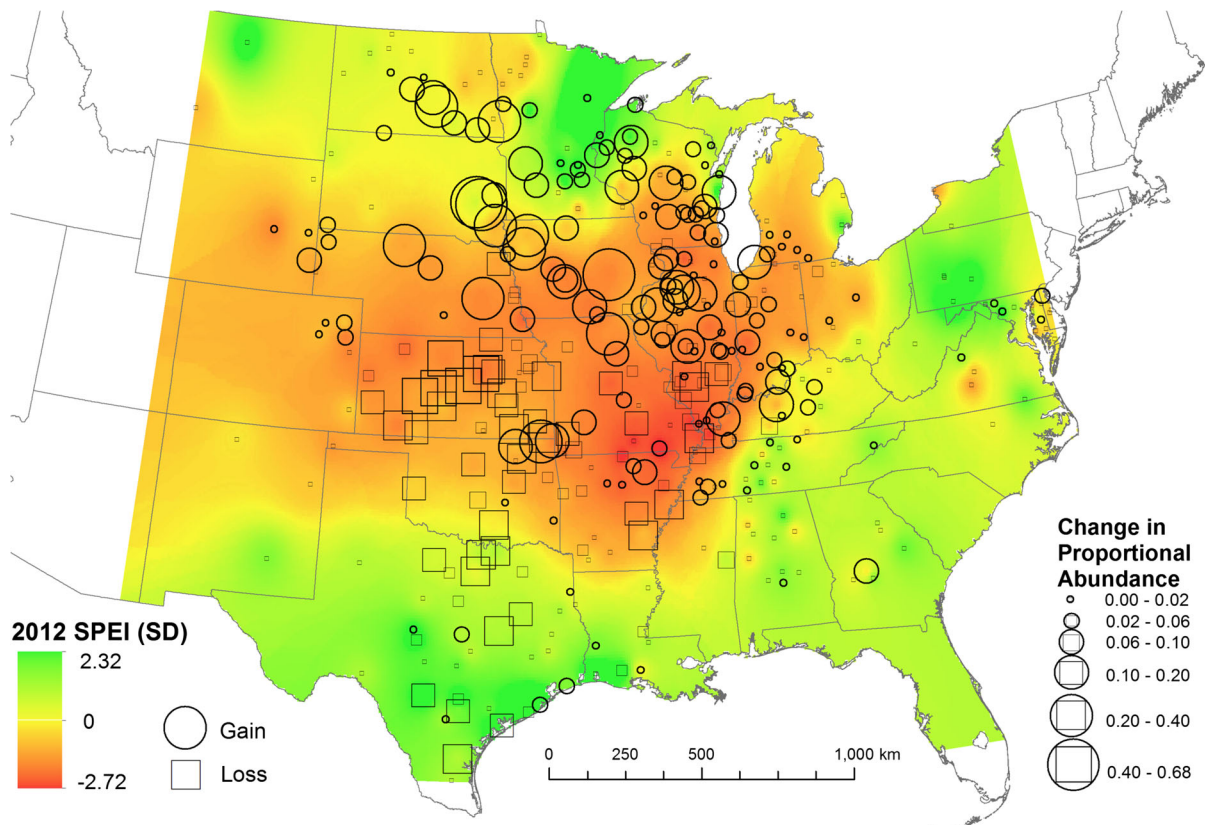 2012 SPEI (SD)
2.32
0
-2.72
Gain
Loss
0 250 500 1,000 km
Change in
Proportional
Abundance
0.00 - 0.02
0.02 - 0.06
0.06 - 0.10
0.10 - 0.20
0.20 - 0.40
0.40 - 0.68